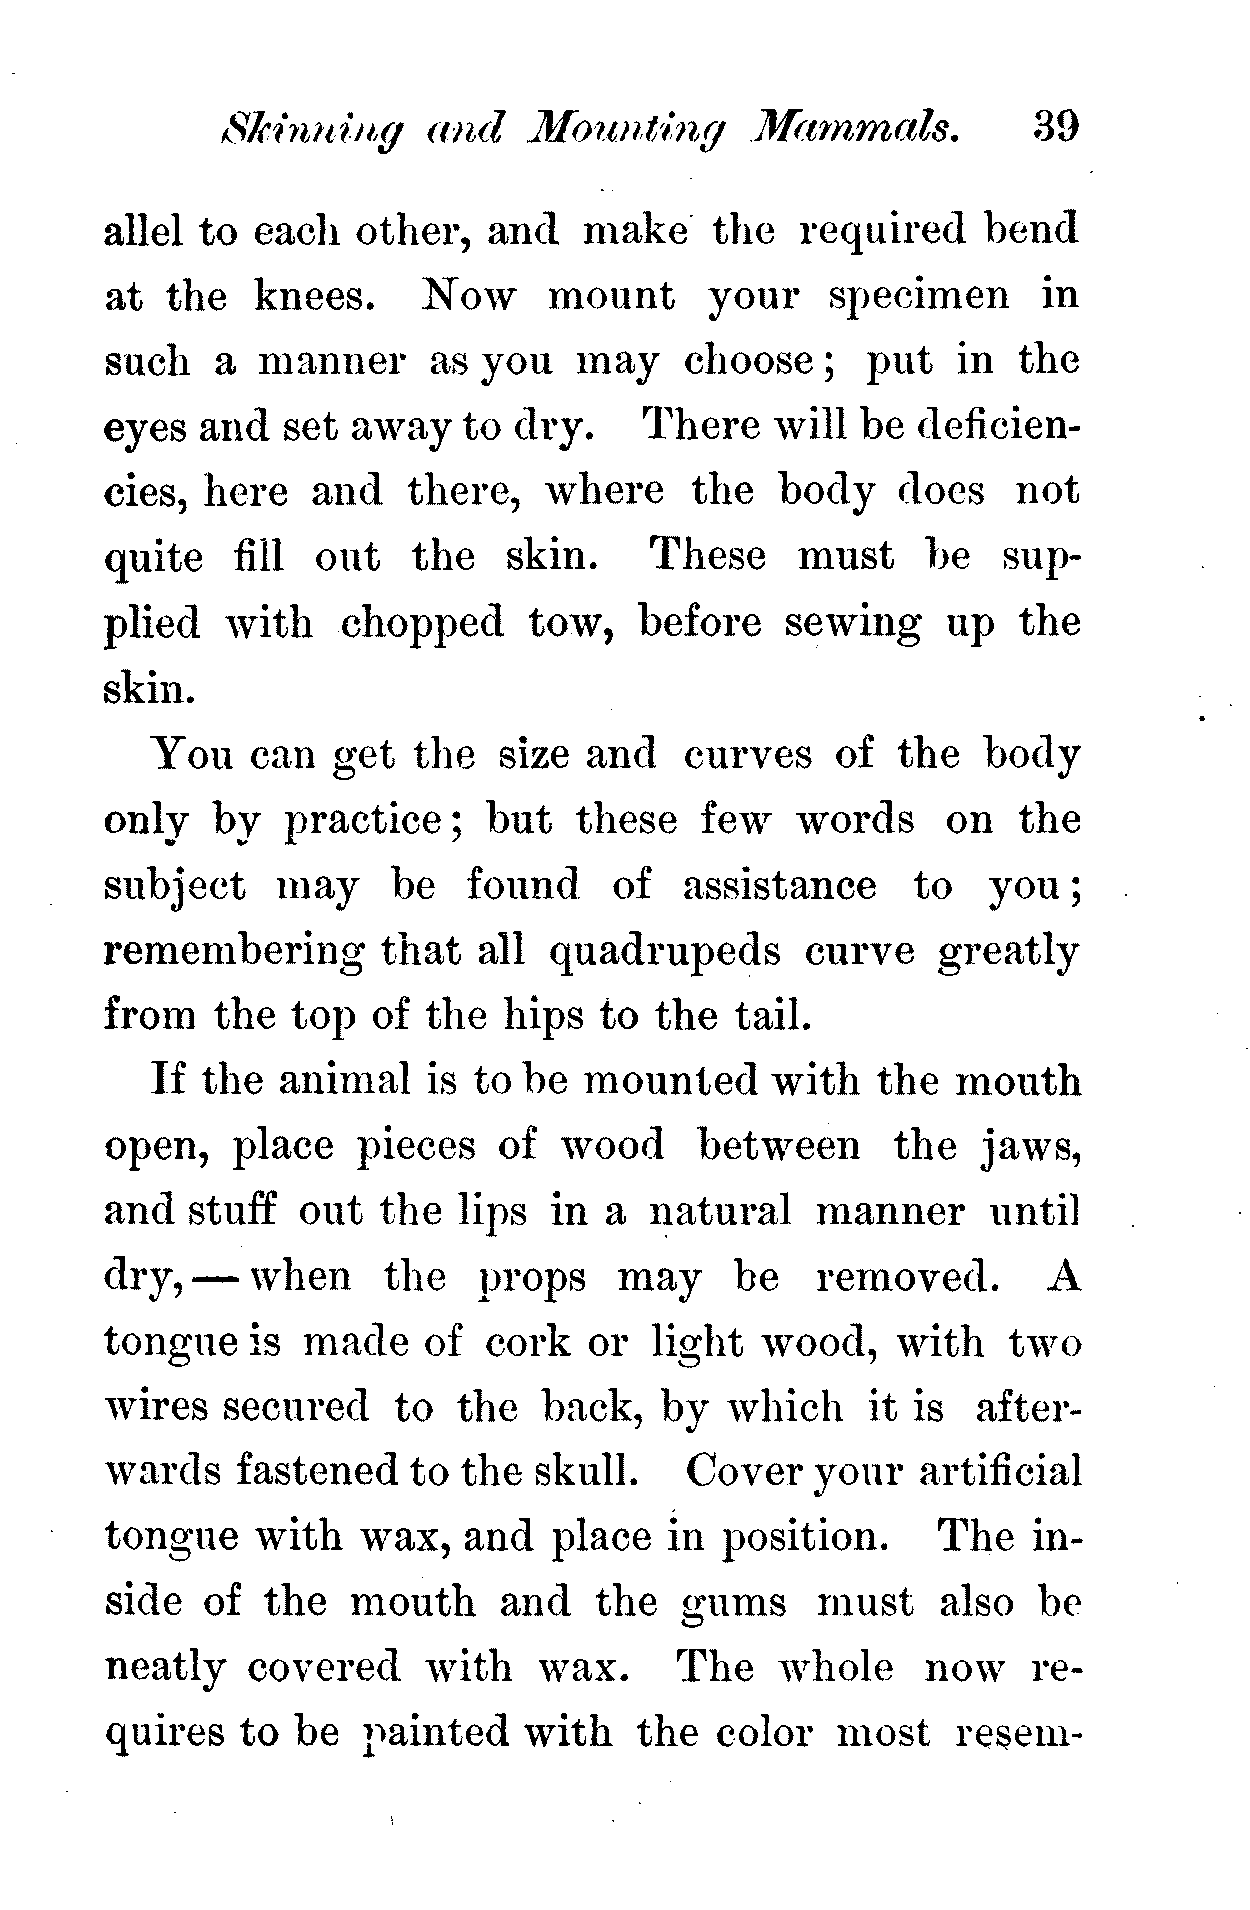 Skinning and Mounting Mammals. 39
allel to each other, and make the required bend
at the knees. Now mount your specimen in
such a manner as you may choose; put in the
eyes and set away to dry. There will be deficien-
cies, here and there, where the body does not
quite fill out the skin. These must be sup-
plied with chopped tow, before sewing up the
skin.
You can get the size and curves of the body
only by practice; but these few words on the
subject may be found of assistance to you;
remembering that all quadrupeds curve greatly
from the top of the hips to the tail.
If the animal is to be mounted with the mouth
open, place pieces of wood between the jaws,
and stuff out the lips in a natural manner until
dry,—when the props may be removed. A
tongue is made of cork or light wood, with two
wires secured to the back, by which it is after-
wards fastened to the skull. Cover your artificial
tongue with wax, and place in position. The in-
side of the mouth and the gums must also be
neatly covered with wax. The whole now re-
quires to be painted with the color most resem-